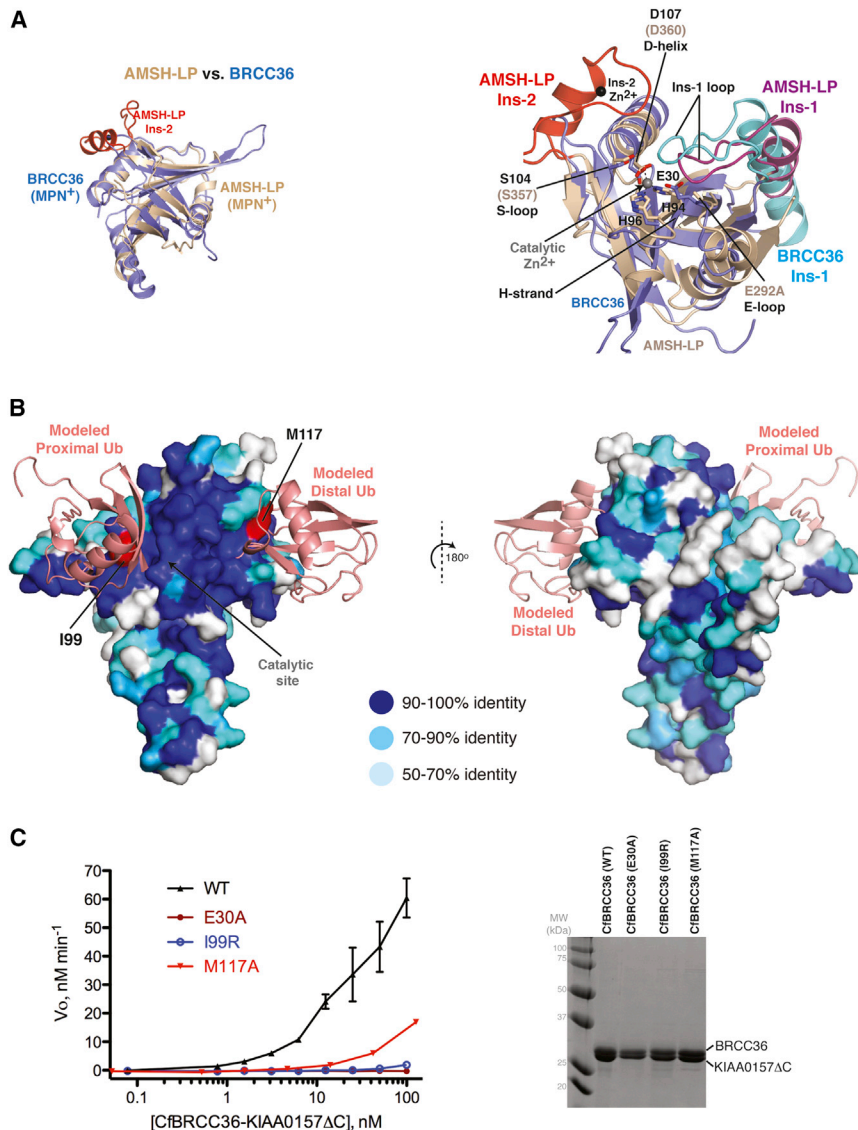 A
AMSH-LP vs. BRCC36
AMSH-LP
Ins-2
BRCC36
(MPN+)
AMSH-LP
(MPN+)
D107
(D360)
D-helix
AMSH-LP
Ins-2
Ins-2
Zn2+
Ins-1 loop
AMSH-LP
Ins-1
S104
(S357)
S-loop
E30
H96
H94
Catalytic
Zn2+
BRCC36
Ins-1
H-strand
BRCC36
E292A
E-loop
AMSH-LP
B
Modeled
Proximal Ub
M117
Modeled
Distal Ub
I99
Catalytic
site
180o
Modeled
Proximal Ub
Modeled
Distal Ub
90-100% identity
70-90% identity
50-70% identity
C
Vo, nM min-1
70
60
50
40
30
20
10
0
WT
E30A
I99R
M117A
0.1
1
10
100
[CfBRCC36-KIAA0157ΔC], nM
CfBRCC36 (WT)
CfBRCC36 (E30A)
CfBRCC36 (I99R)
CfBRCC36 (M117A)
MW
(kDa)
100
75
50
37
25
20
BRCC36
KIAA0157ΔC